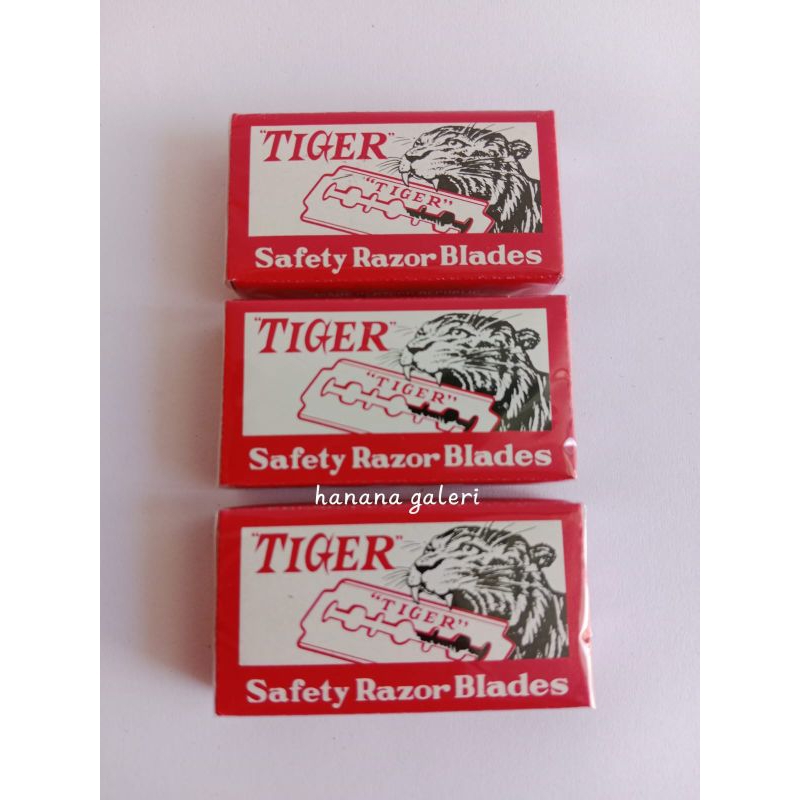 "TIGER"
"TIGER"
Safety Razor Blades
"TIGER"
"TIGER"
Safety Razor Blades
hanana galeri
"TIGER"
"TIGER"
Safety Razor Blades